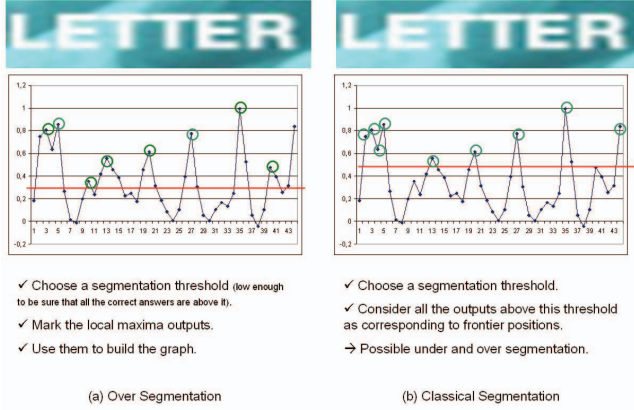 LETTER
LETTER
1,2
1
0,8
0,6
0,4
0,2
0
-0,2
1 3 5 7 9 11 13 15 17 19 21 23 25 27 29 31 33 35 37 39 41 43
1,2
1
0,8
0,6
0,4
0,2
0
-0,2
1 3 5 7 9 11 13 15 17 19 21 23 25 27 29 31 33 35 37 39 41 43
✓ Choose a segmentation threshold (low enough
to be sure that all the correct answers are above it).
✓ Mark the local maxima outputs.
✓ Use them to build the graph.
(a) Over Segmentation
✓ Choose a segmentation threshold.
✓ Consider all the outputs above this threshold
as corresponding to frontier positions.
→ Possible under and over segmentation.
(b) Classical Segmentation